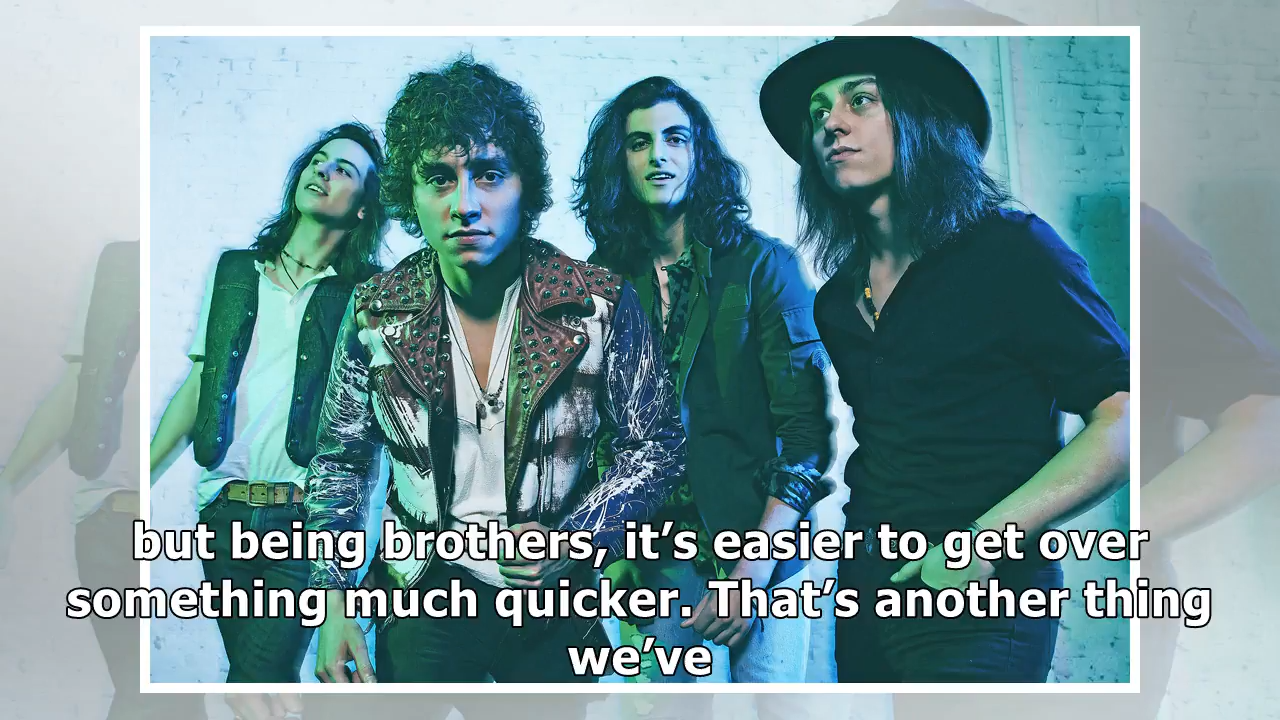 but being brothers, it’s easier to get over
something much quicker. That’s another thing
we’ve